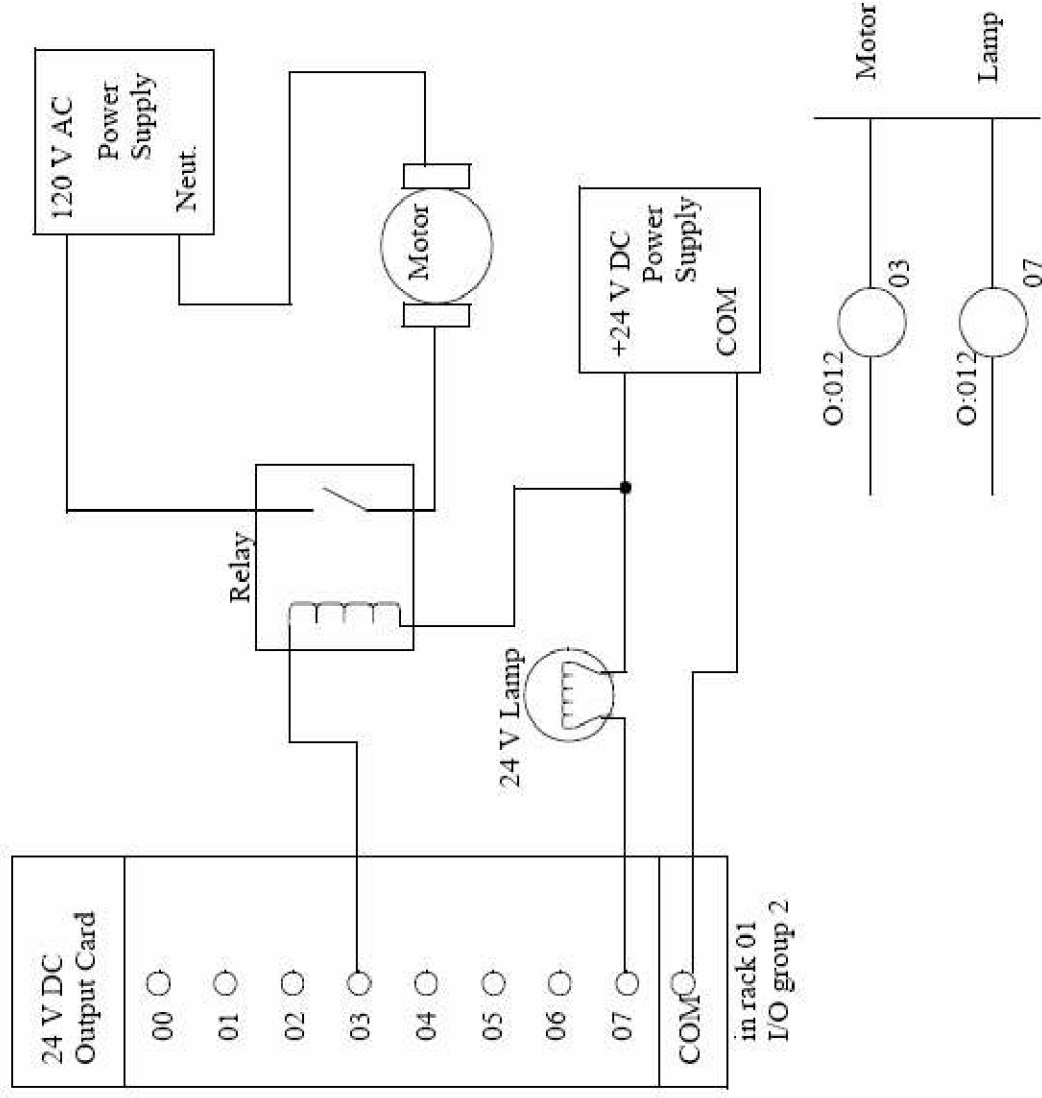 24 V DC
Output Card
00
01
02
03
04
05
06
07
COM
in rack 01
I/O group 2
24 V Lamp
Relay
120 V AC
Power
Supply
Neut.
Motor
+24 V DC
Power
Supply
COM
O:012
03
Motor
O:012
07
Lamp